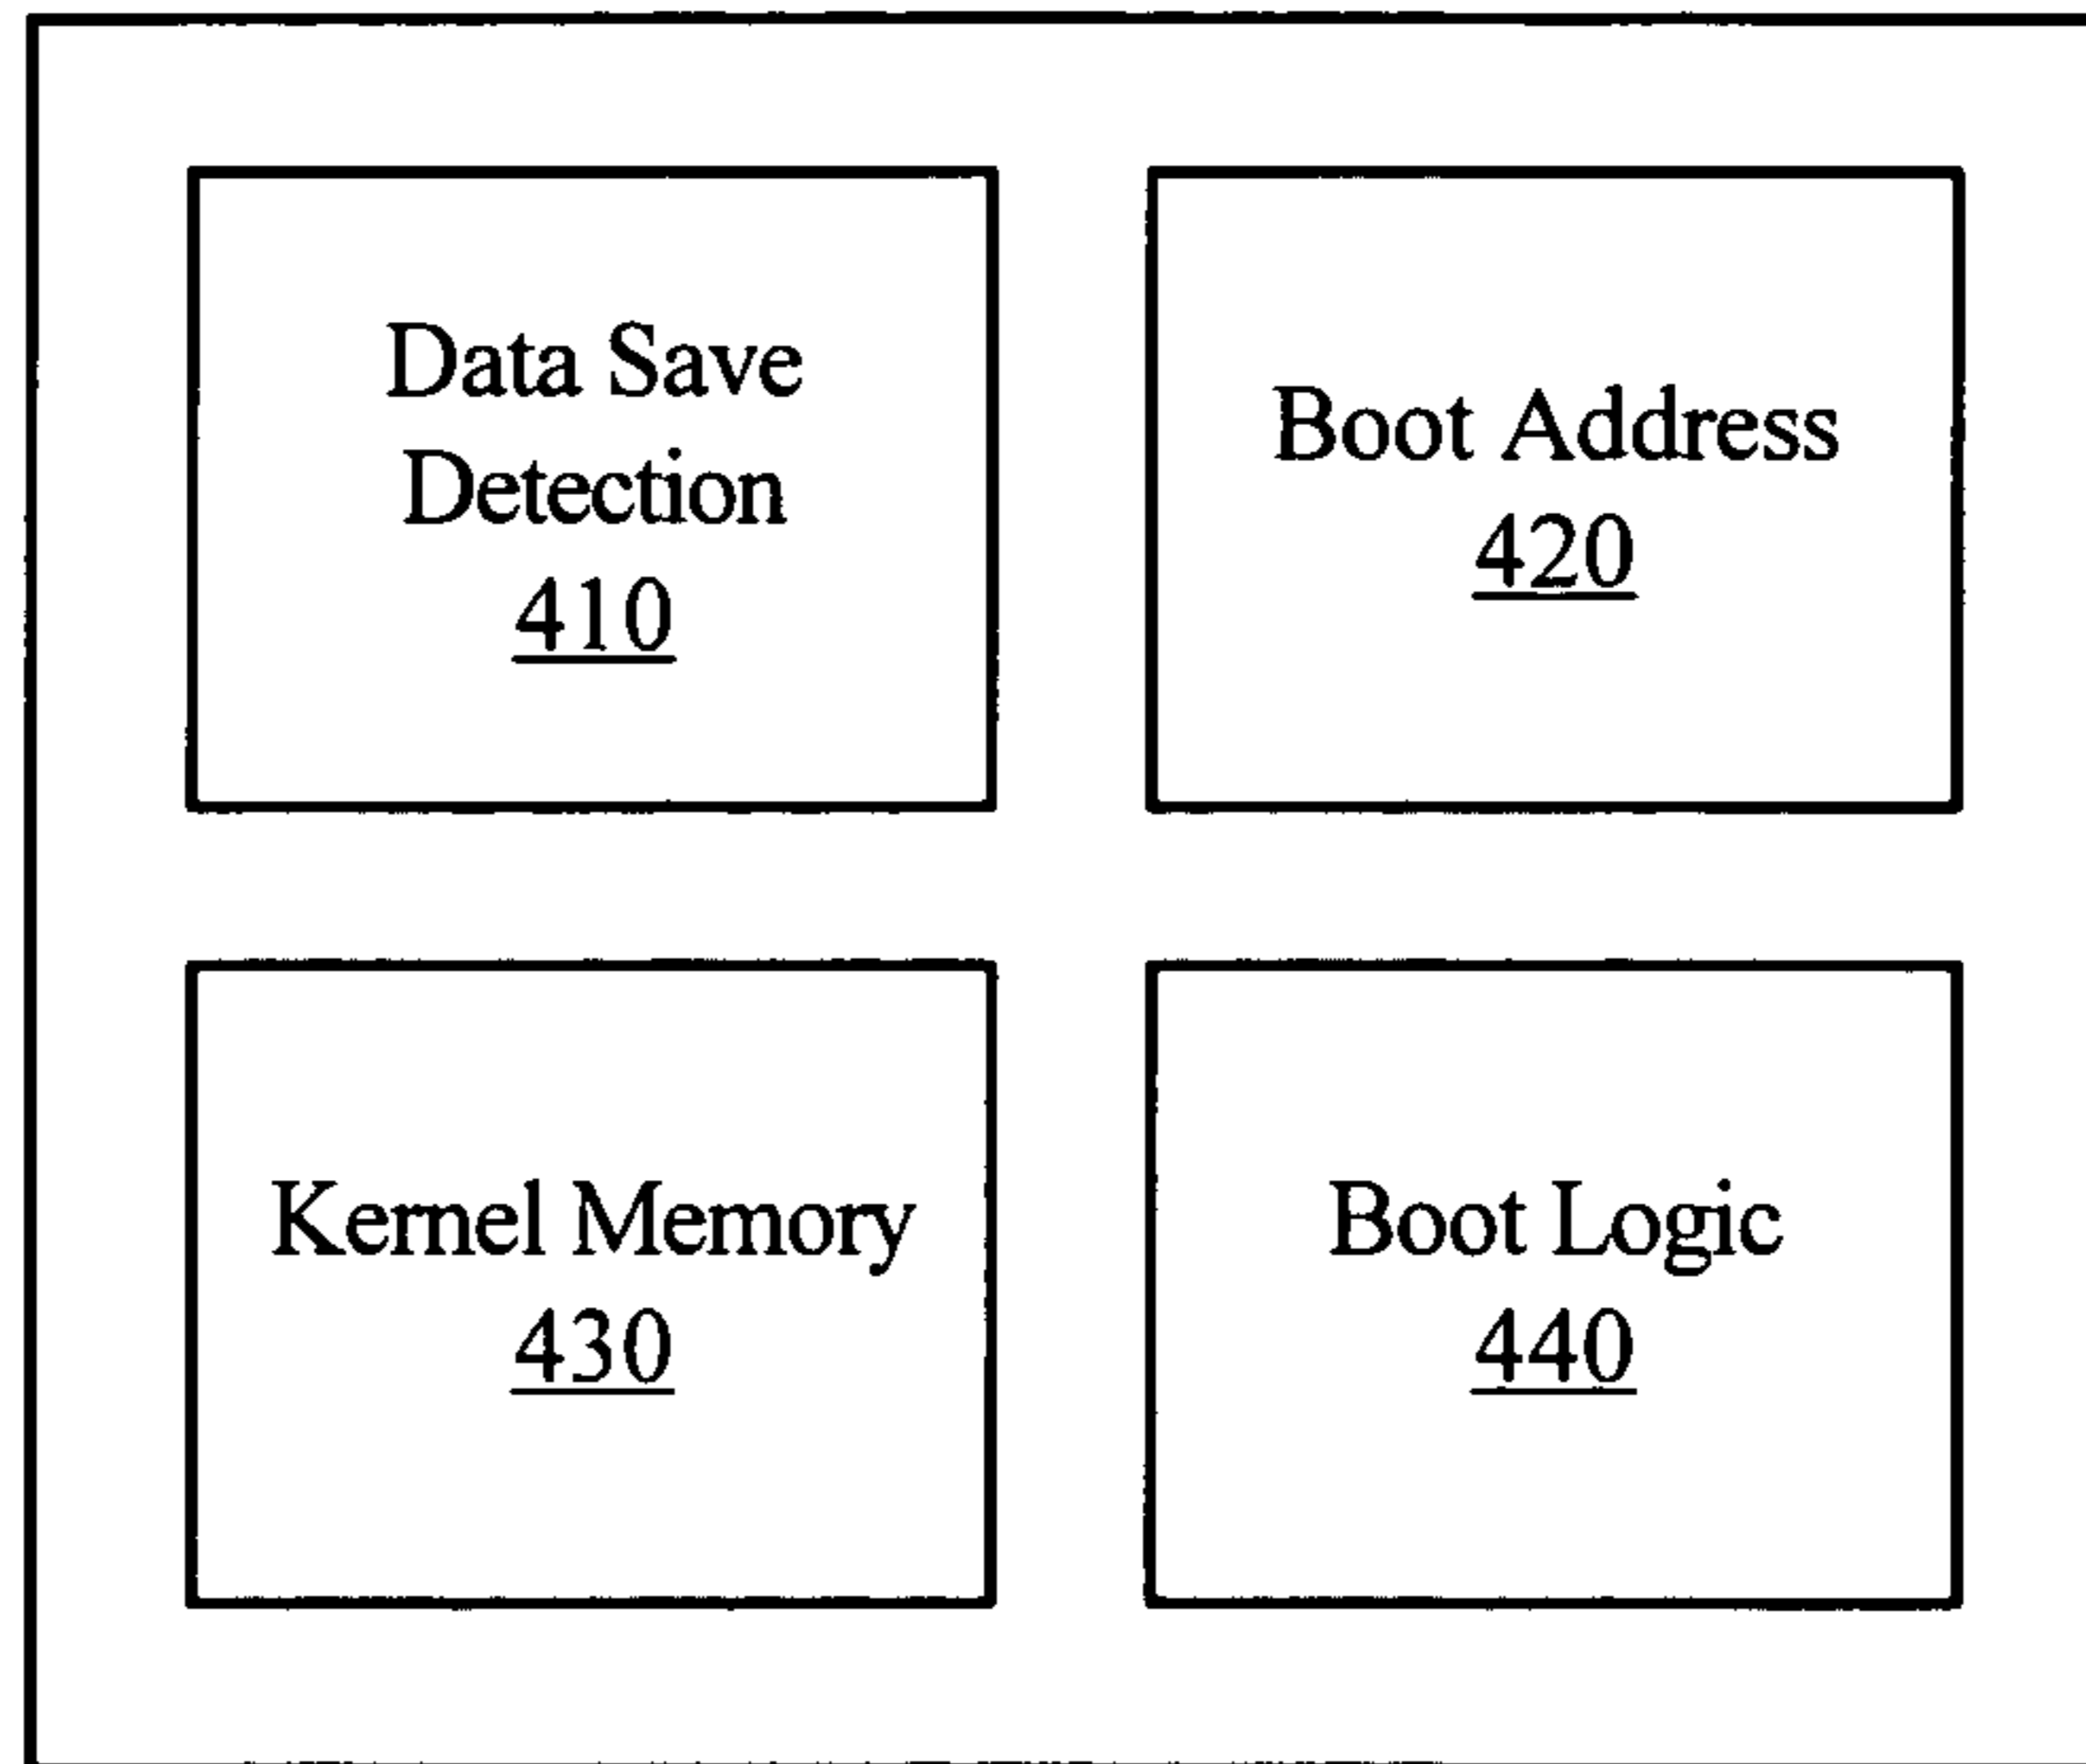 Data Save
Detection
410
Boot Address
420
Kernel Memory
430
Boot Logic
440